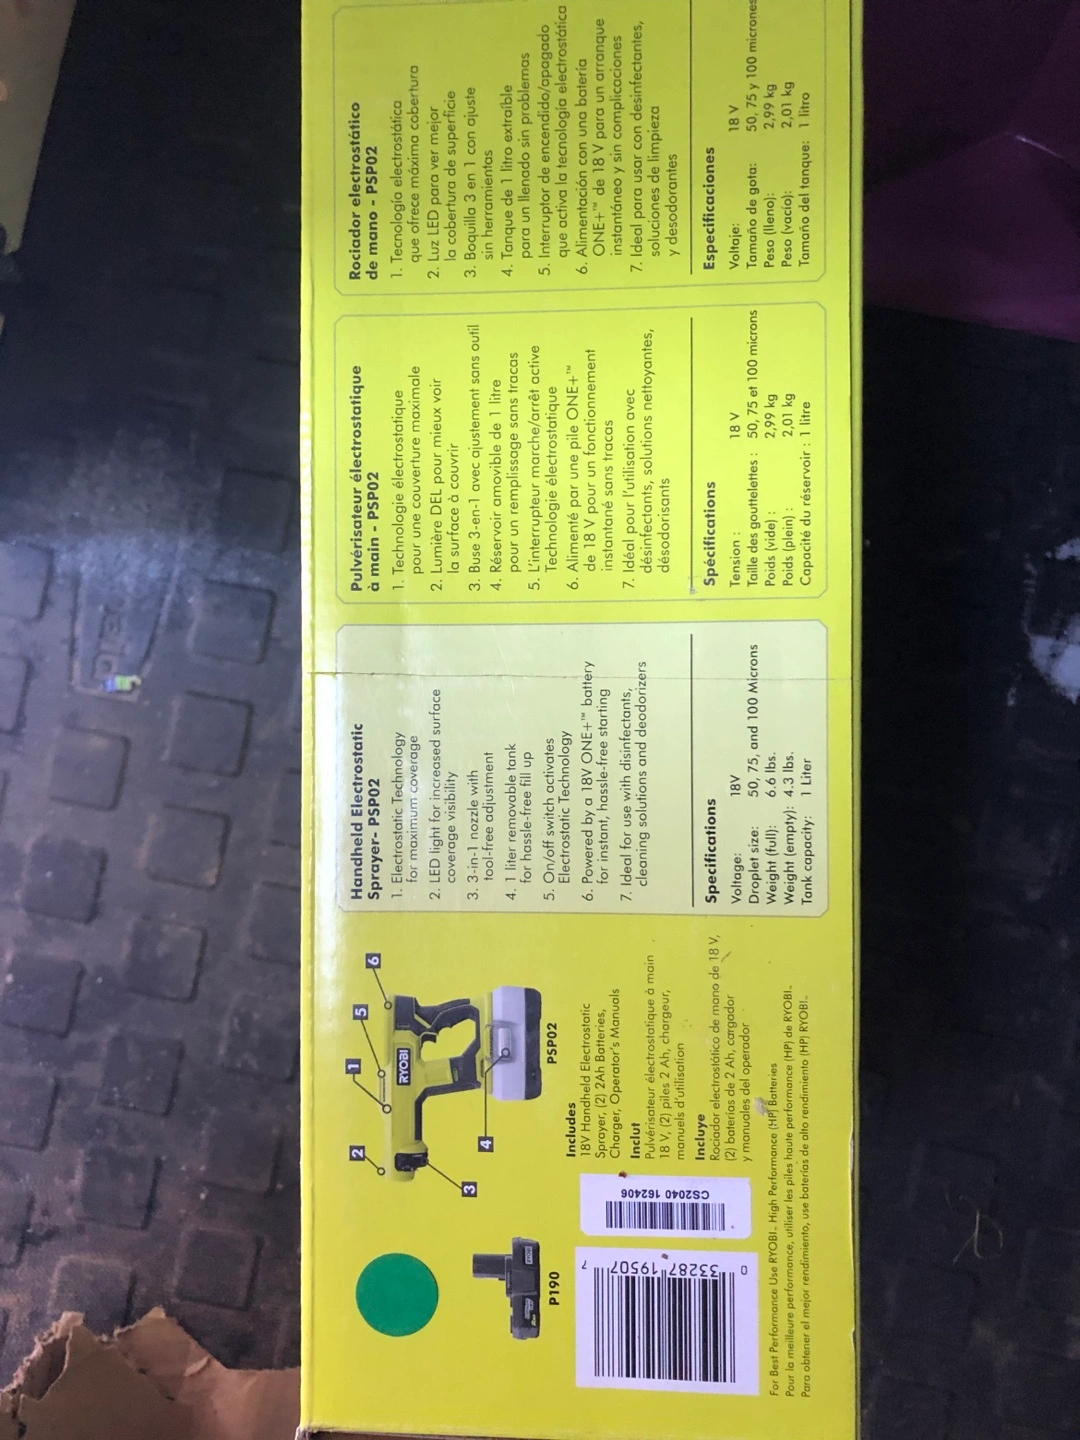 2
1
5
6
3
4
RYOBI
P190
PSP02
0 33287 19507 7
CS2040 162406
Includes
18V Handheld Electrostatic
Sprayer, (2) 2Ah Batteries,
Charger, Operator's Manuals
Inclut
Pulvérisateur électrostatique à main
18 V, (2) piles 2 Ah, chargeur,
manuels d'utilisation
Incluye
Rociador electrostático de mano de 18 V,
(2) baterías de 2 Ah, cargador
y manuales del operador
For Best Performance Use RYOBI™ High Performance (HP) Batteries
Pour la meilleure performance, utiliser les piles haute performance (HP) de RYOBI™
Para obtener el mejor rendimiento, use baterías de alto rendimiento (HP) RYOBI™
Handheld Electrostatic
Sprayer- PSP02
1. Electrostatic Technology
for maximum coverage
2. LED light for increased surface
coverage visibility
3. 3-in-1 nozzle with
tool-free adjustment
4. 1 liter removable tank
for hassle-free fill up
5. On/off switch activates
Electrostatic Technology
6. Powered by a 18V ONE+™ battery
for instant, hassle-free starting
7. Ideal for use with disinfectants,
cleaning solutions and deodorizers
Specifications
Voltage: 18V
Droplet size: 50, 75, and 100 Microns
Weight (full): 6.6 lbs.
Weight (empty): 4.3 lbs.
Tank capacity: 1 Liter
Pulvérisateur électrostatique
à main - PSP02
1. Technologie électrostatique
pour une couverture maximale
2. Lumière DEL pour mieux voir
la surface à couvrir
3. Buse 3-en-1 avec ajustement sans outil
4. Réservoir amovible de 1 litre
pour un remplissage sans tracas
5. L'interrupteur marche/arrêt active
Technologie électrostatique
6. Alimenté par une pile ONE+™
de 18 V pour un fonctionnement
instantané sans tracas
7. Idéal pour l'utilisation avec
désinfectants, solutions nettoyantes,
désodorisants
Spécifications
Tension : 18 V
Taille des gouttelettes : 50, 75 et 100 microns
Poids (vide) : 2,99 kg
Poids (plein) : 2,01 kg
Capacité du réservoir : 1 litre
Rociador electrostático
de mano - PSP02
1. Tecnología electrostática
que ofrece máxima cobertura
2. Luz LED para ver mejor
la cobertura de superficie
3. Boquilla 3 en 1 con ajuste
sin herramientas
4. Tanque de 1 litro extraíble
para un llenado sin problemas
5. Interruptor de encendido/apagado
que activa la tecnología electrostática
6. Alimentación con una batería
ONE+™ de 18 V para un arranque
instantáneo y sin complicaciones
7. Ideal para usar con desinfectantes,
soluciones de limpieza
y desodorantes
Especificaciones
Voltaje: 18 V
Tamaño de gota: 50, 75 y 100 micrones
Peso (lleno): 2,99 kg
Peso (vacío): 2,01 kg
Tamaño del tanque: 1 litro